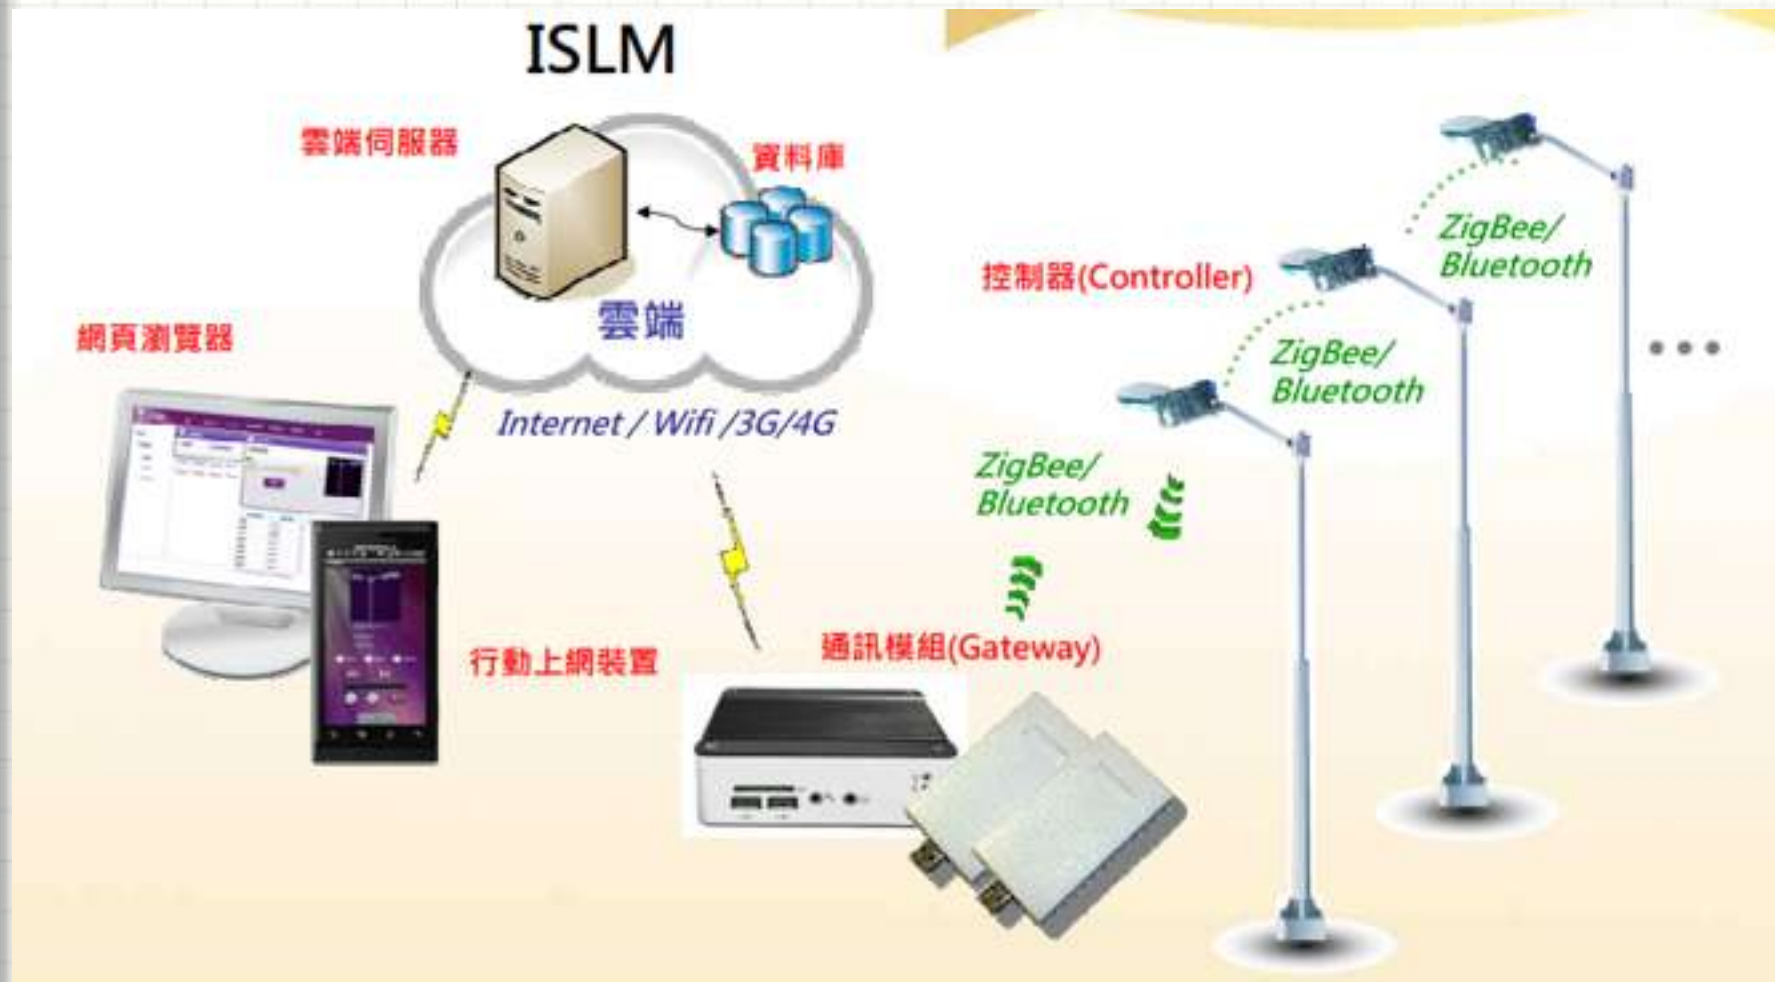 ISLM
雲端伺服器
資料庫
雲端
網頁瀏覽器
Internet / Wifi /3G/4G
行動上網裝置
通訊模組(Gateway)
控制器(Controller)
ZigBee/
Bluetooth
ZigBee/
Bluetooth
ZigBee/
Bluetooth